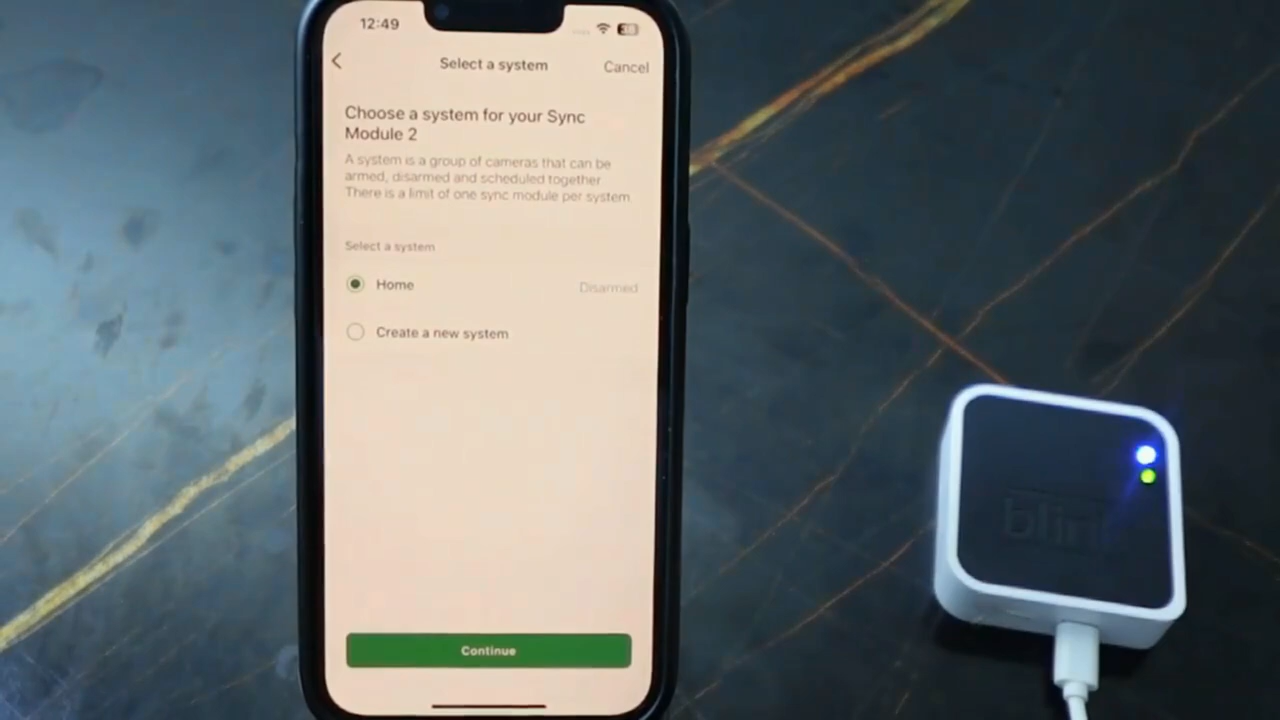 12:49
Select a system
Cancel
Choose a system for your Sync
Module 2
A system is a group of cameras that can be
armed, disarmed and scheduled together
There is a limit of one sync module per system
Select a system
Home
Disarmed
Create a new system
Continue
blink